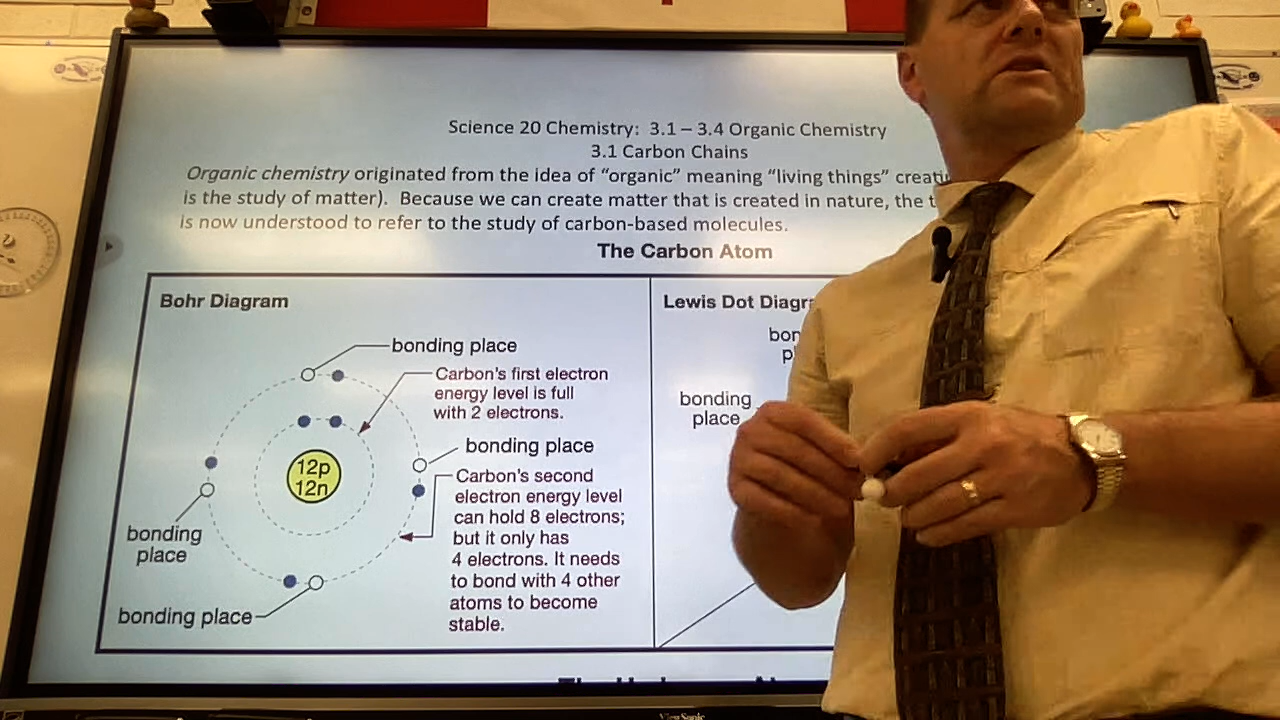 Science 20 Chemistry: 3.1 – 3.4 Organic Chemistry
3.1 Carbon Chains
Organic chemistry originated from the idea of “organic” meaning “living things”
is the study of matter). Because we can create matter that is created in nature, the
is now understood to refer to the study of carbon-based molecules.
The Carbon Atom
Bohr Diagram
bonding place
Carbon's first electron
energy level is full
with 2 electrons.
bonding place
12p
12n
Carbon's second
electron energy level
can hold 8 electrons;
but it only has
4 electrons. It needs
to bond with 4 other
atoms to become
stable.
bonding
place
bonding place
Lewis Dot
bonding
place
ViewSonic